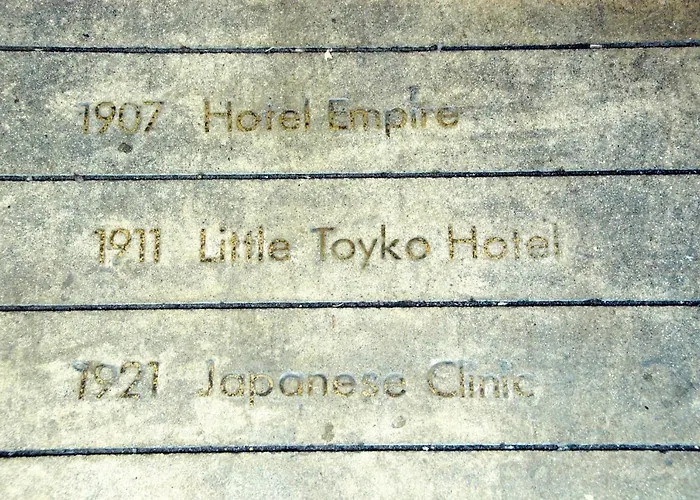 1907 Hotel Empire
1911 Little Toyko Hotel
1921 Japanese Clinic